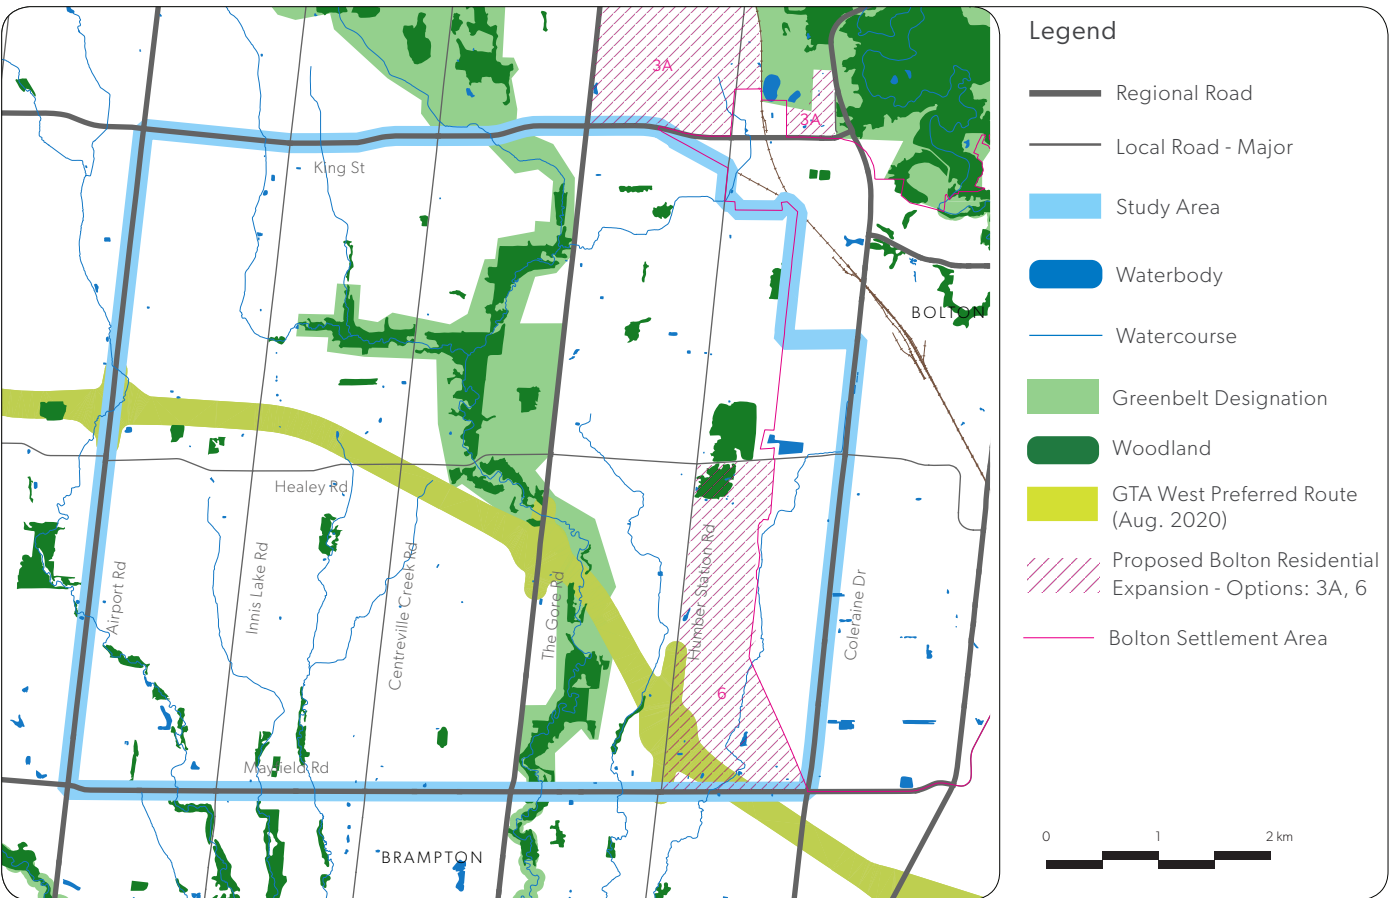 3A
3A
King St
BOLTON
Healey Rd
Airport Rd
Innis Lake Rd
Centreville Creek Rd
The Gore Rd
Humber Station Rd
Coleraine Dr
6
Mayfield Rd
BRAMPTON
Legend
Regional Road
Local Road - Major
Study Area
Waterbody
Watercourse
Greenbelt Designation
Woodland
GTA West Preferred Route
(Aug. 2020)
Proposed Bolton Residential
Expansion - Options: 3A, 6
Bolton Settlement Area
0 1 2 km